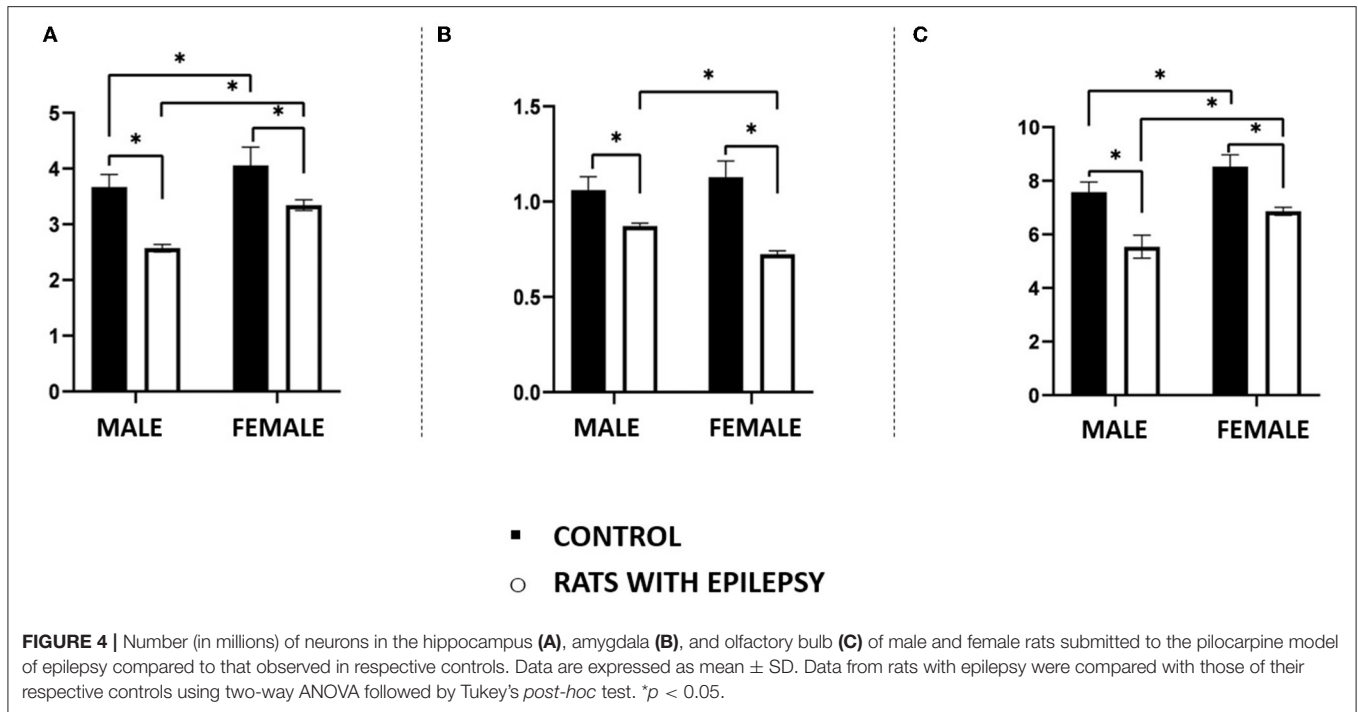 A
B
C
*
*
*
*
5
4
3
2
1
0
MALE
FEMALE
*
*
*
1.5
1.0
0.5
0.0
MALE
FEMALE
*
*
*
*
10
8
6
4
2
0
MALE
FEMALE
CONTROL
RATS WITH EPILEPSY
FIGURE 4 | Number (in millions) of neurons in the hippocampus (A), amygdala (B), and olfactory bulb (C) of male and female rats submitted to the pilocarpine model
of epilepsy compared to that observed in respective controls. Data are expressed as mean ± SD. Data from rats with epilepsy were compared with those of their
respective controls using two-way ANOVA followed by Tukey's post-hoc test. *p < 0.05.